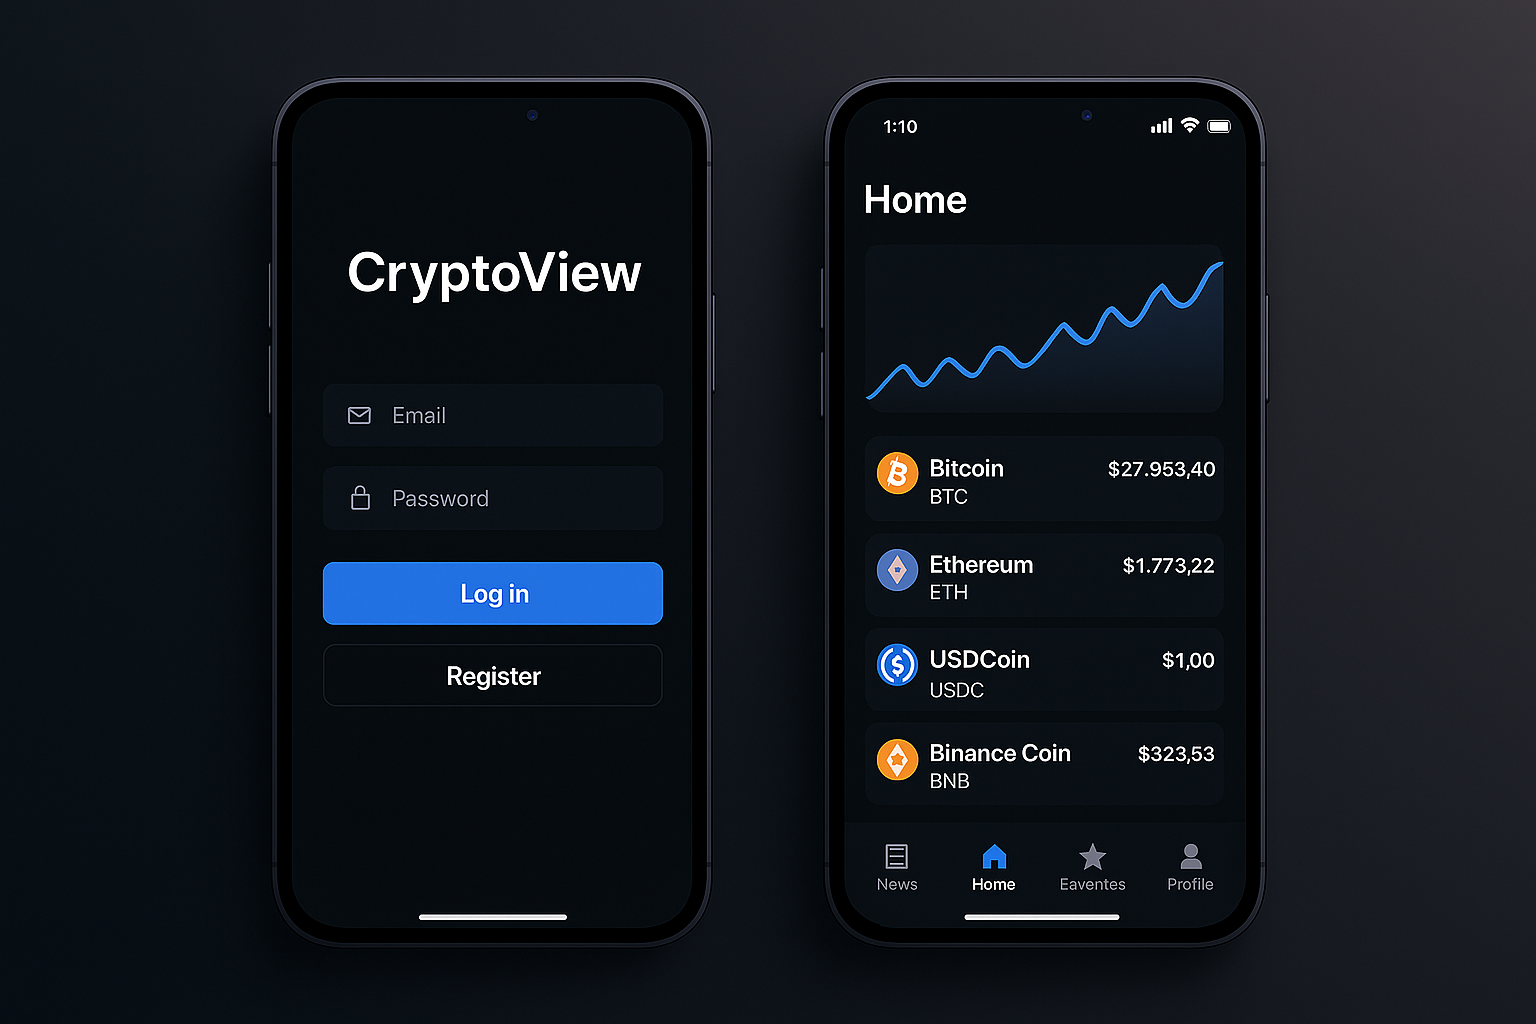 CryptoView
Email
Password
Log in
Register
1:10
Home
Bitcoin $27.953,40
BTC
Ethereum $1.773,22
ETH
USDCoin $1,00
USDC
Binance Coin $323,53
BNB
News Home Eaventes Profile